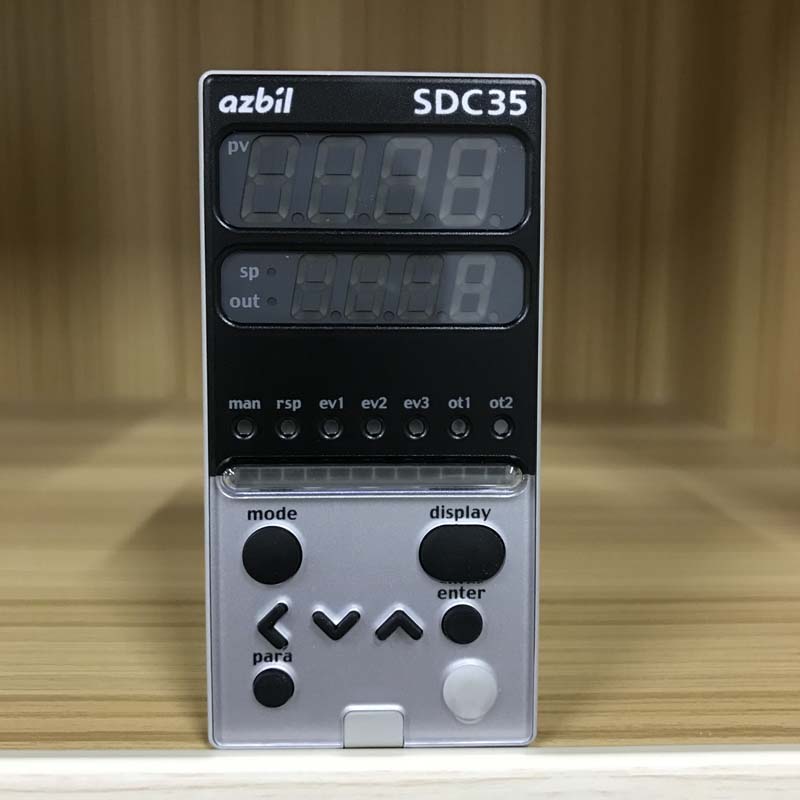 azbil SDC35
pv
sp
out
man rsp ev1 ev2 ev3 ot1 ot2
mode display
enter
para